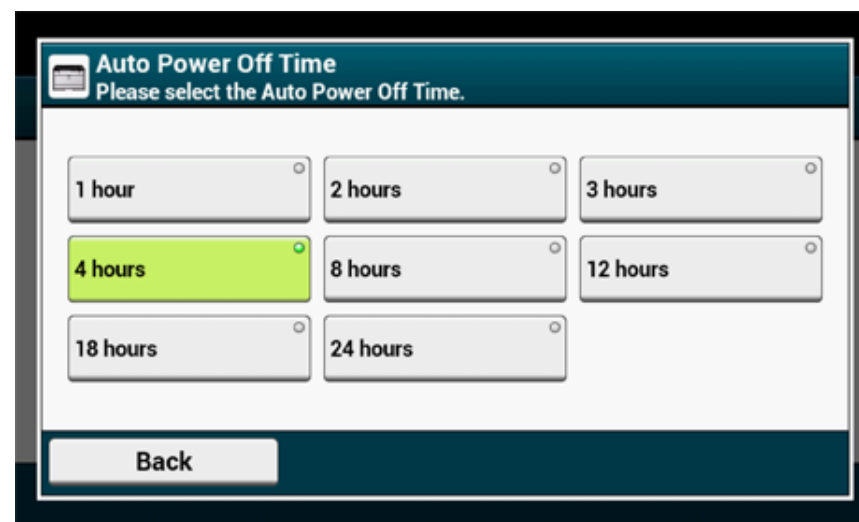 Auto Power Off Time
Please select the Auto Power Off Time.
1 hour
2 hours
3 hours
4 hours
8 hours
12 hours
18 hours
24 hours
Back